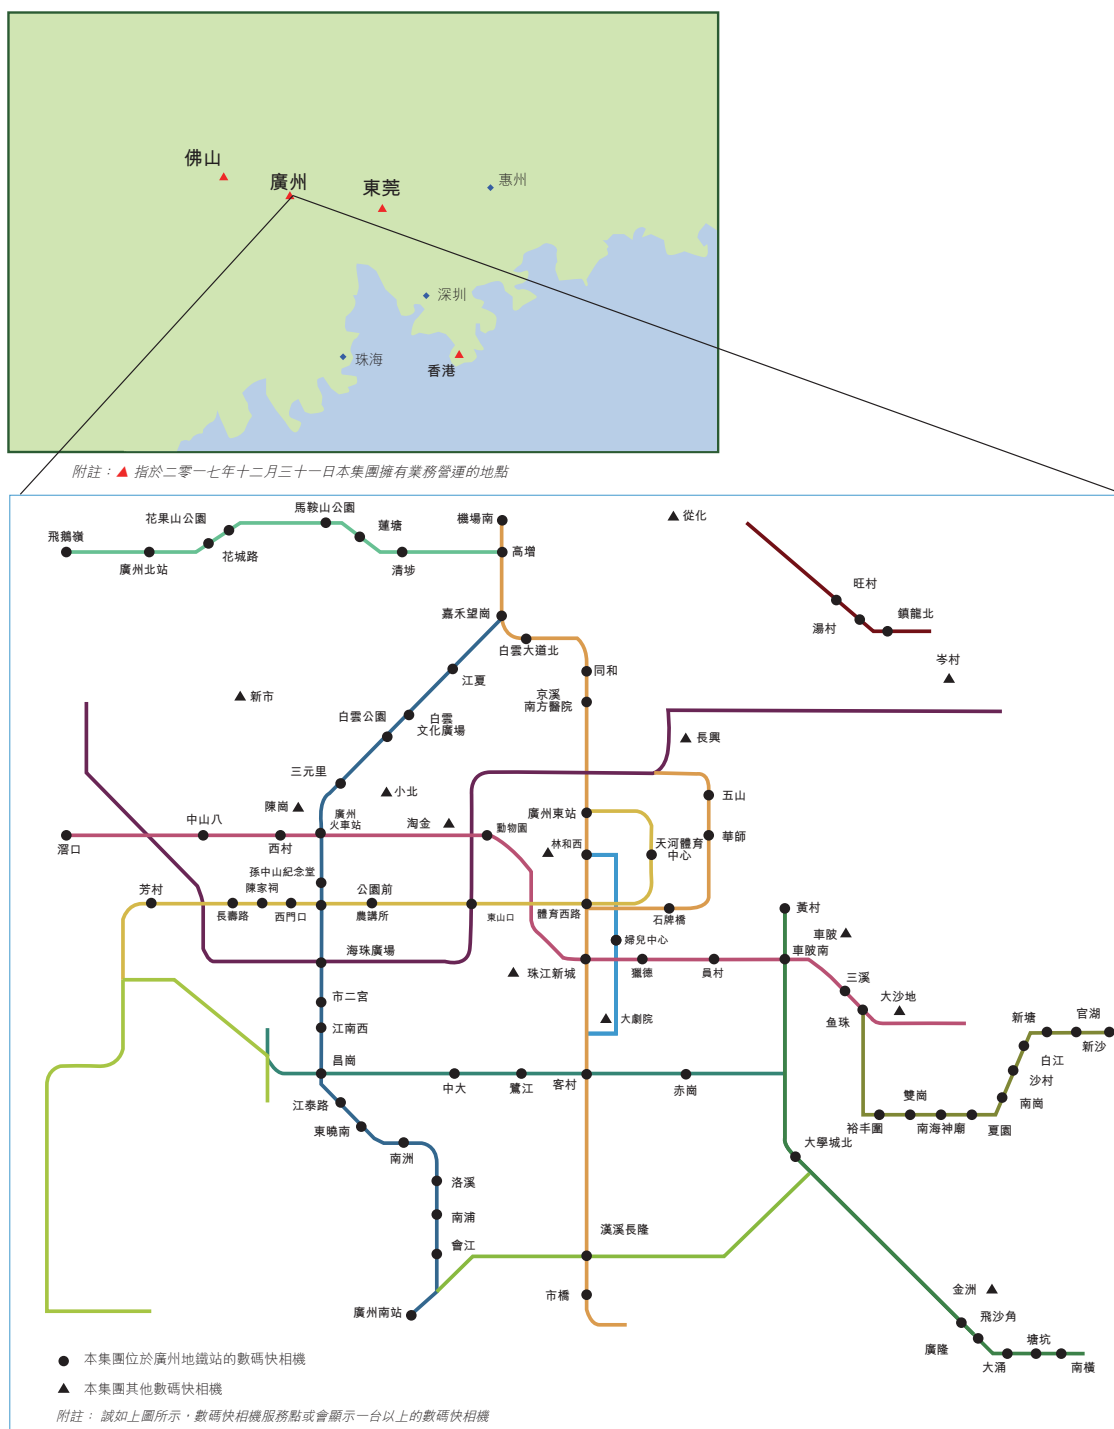 佛山
廣州
東莞
惠州
深圳
珠海
香港
附註：▲ 指於二零一七年十二月三十一日本集團擁有業務營運的地點
馬鞍山公園
花果山公園
機場南
從化
蓮塘
飛鵝嶺
花城路
高增
廣州北站
清㘵
旺村
嘉禾望崗
鎮龍北
湯村
白雲大道北
岑村
同和
江夏
京溪
南方醫院
新市
白雲公園
白雲
文化廣場
長興
三元里
小北
五山
陳崗
廣州
火車站
廣州東站
中山八
淘金
動物園
華師
滘口
西村
林和西
天河體育
中心
孫中山紀念堂
陳家祠
芳村
公園前
長壽路
西門口
農講所
東山口
體育西路
石牌橋
黃村
車陂
婦兒中心
海珠廣場
車陂南
珠江新城
獵德
員村
三溪
市二宮
大沙地
江南西
大劇院
鱼珠
新塘
官湖
昌崗
白江
新沙
中大
鷺江
客村
赤崗
沙村
江泰路
雙崗
南崗
東曉南
裕丰圍
南海神廟
夏園
大學城北
南洲
洛溪
南浦
漢溪長隆
會江
市橋
金洲
廣州南站
飛沙角
廣隆
塘坑
大涌
南橫
本集團位於廣州地鐵站的數碼快相機
本集團其他數碼快相機
附註： 誠如上圖所示，數碼快相機服務點或會顯示一台以上的數碼快相機